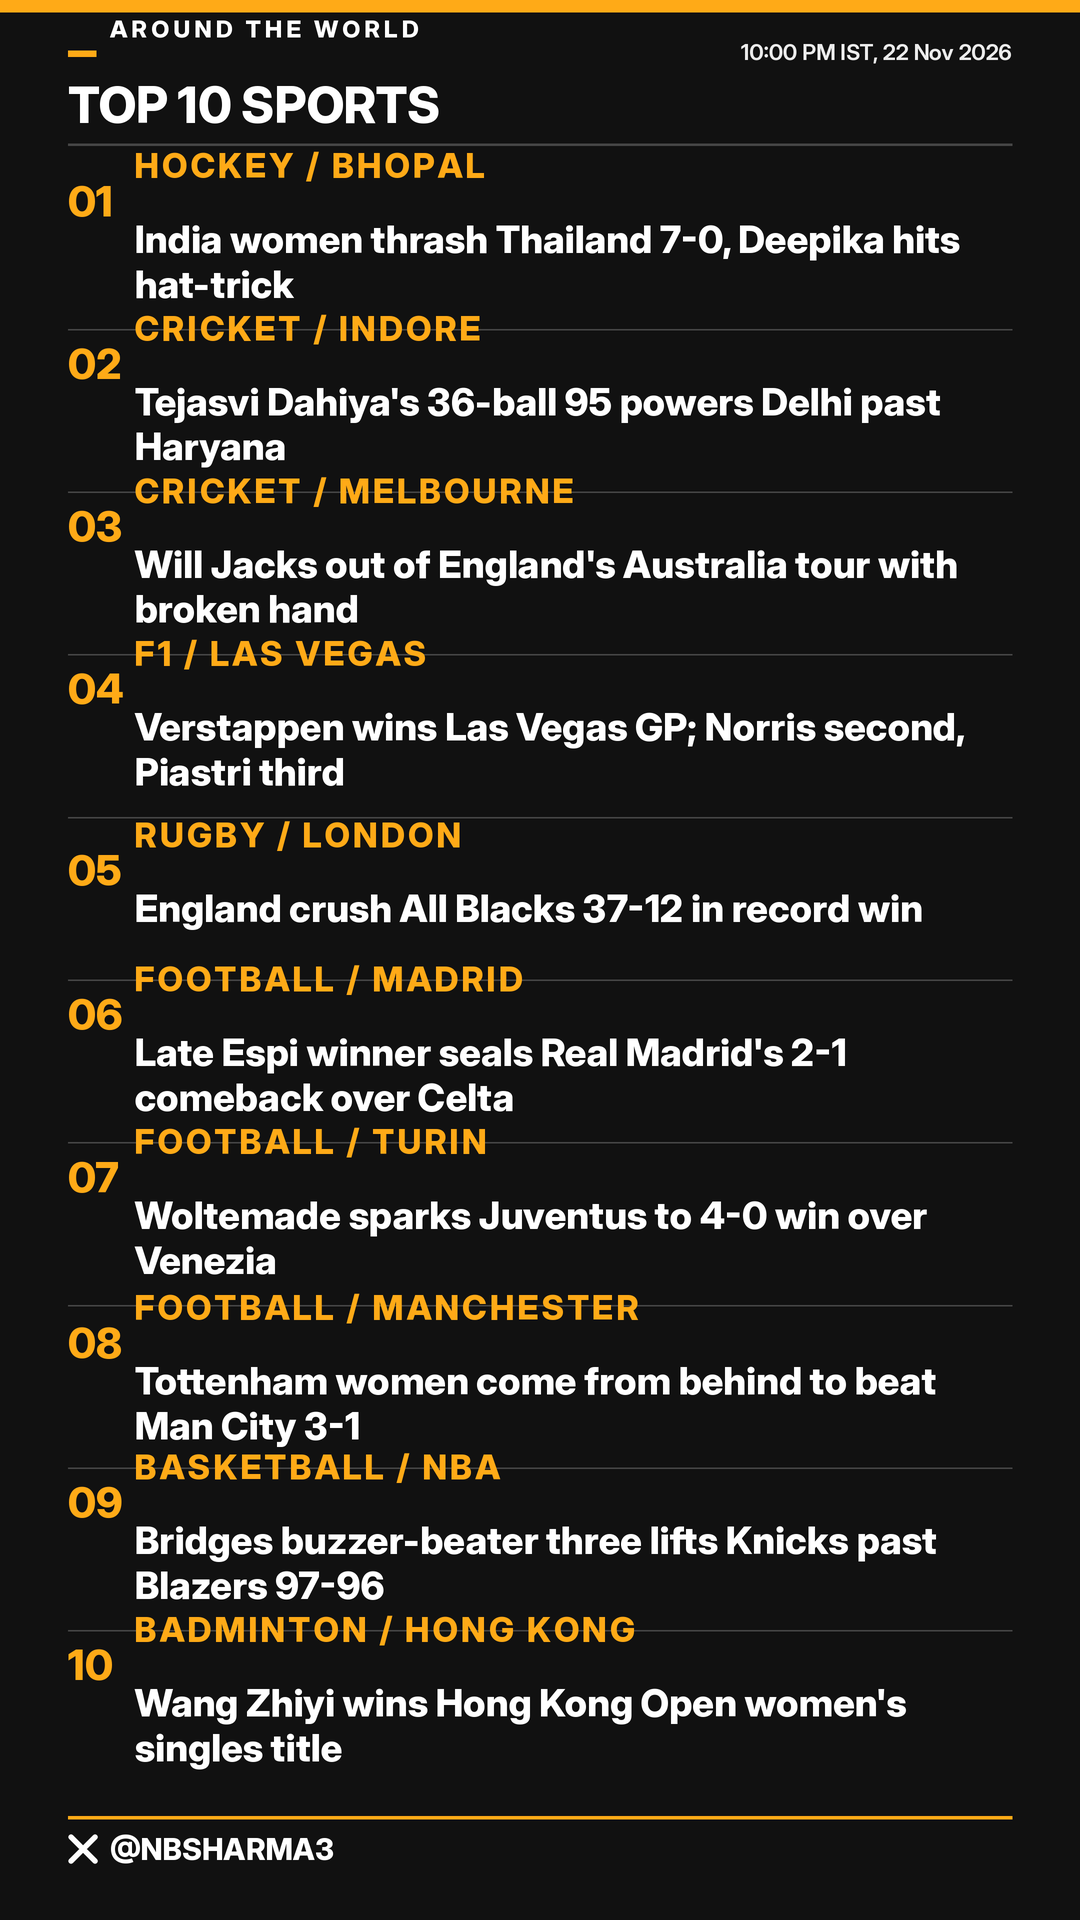 AROUND THE WORLD
10:00 PM IST, 22 Nov 2026
TOP 10 SPORTS
HOCKEY / BHOPAL
01
India women thrash Thailand 7-0, Deepika hits
hat-trick
CRICKET / INDORE
02
Tejasvi Dahiya's 36-ball 95 powers Delhi past
Haryana
CRICKET / MELBOURNE
03
Will Jacks out of England's Australia tour with
broken hand
F1 / LAS VEGAS
04
Verstappen wins Las Vegas GP; Norris second,
Piastri third
RUGBY / LONDON
05
England crush All Blacks 37-12 in record win
FOOTBALL / MADRID
06
Late Espi winner seals Real Madrid's 2-1
comeback over Celta
FOOTBALL / TURIN
07
Woltemade sparks Juventus to 4-0 win over
Venezia
FOOTBALL / MANCHESTER
08
Tottenham women come from behind to beat
Man City 3-1
BASKETBALL / NBA
09
Bridges buzzer-beater three lifts Knicks past
Blazers 97-96
BADMINTON / HONG KONG
10
Wang Zhiyi wins Hong Kong Open women's
singles title
@NBSHARMA3